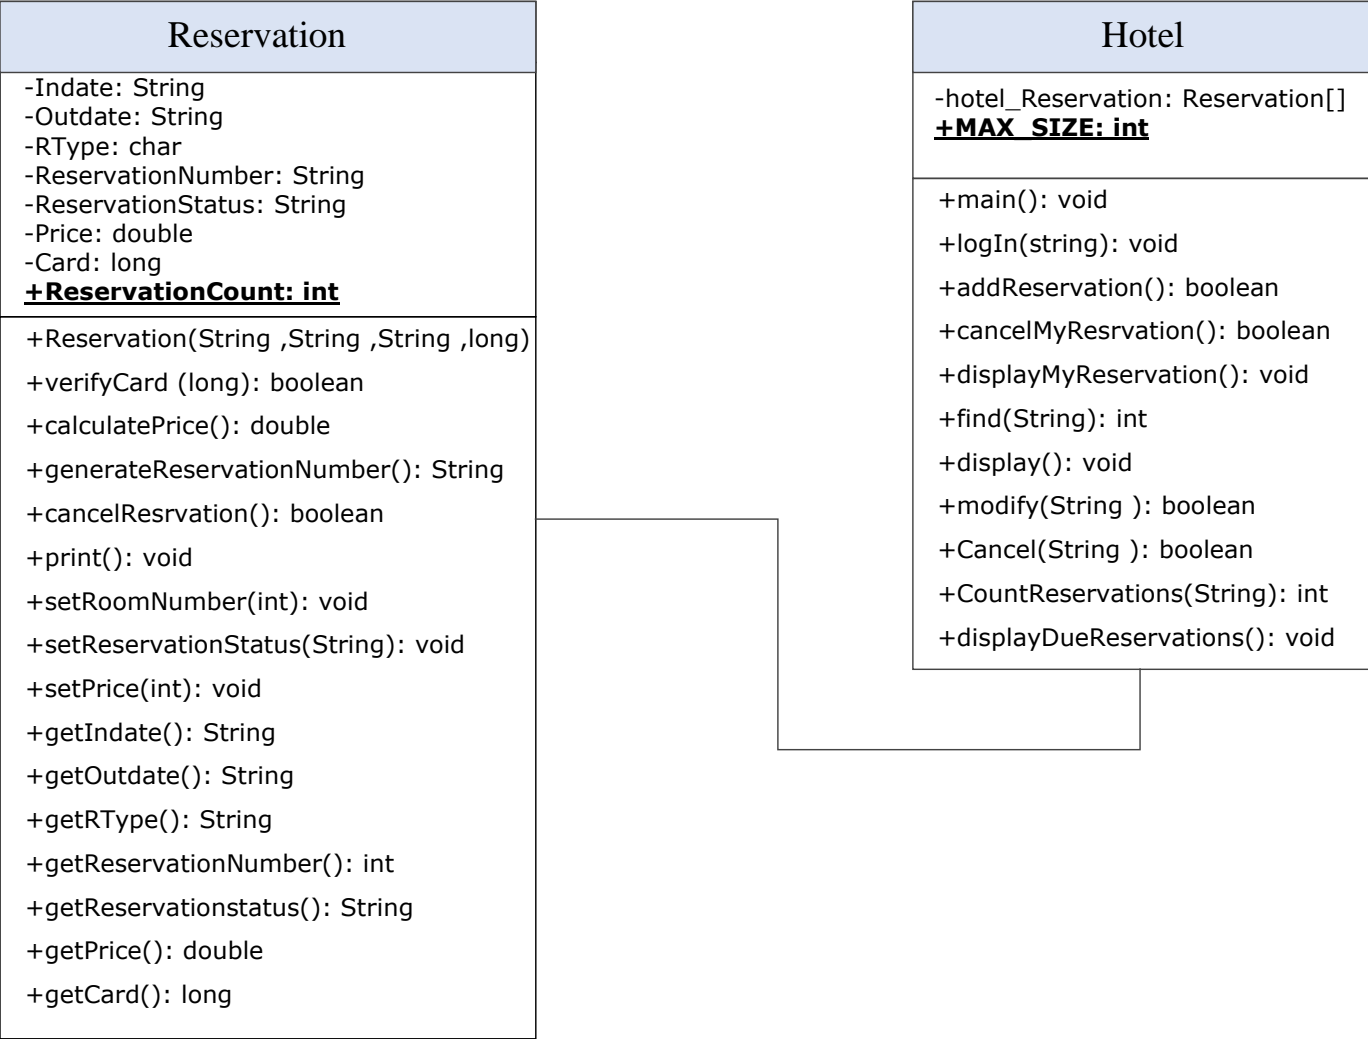 Reservation
-Indate: String
-Outdate: String
-RType: char
-ReservationNumber: String
-ReservationStatus: String
-Price: double
-Card: long
+ReservationCount: int
+Reservation(String ,String ,String ,long)
+verifyCard (long): boolean
+calculatePrice(): double
+generateReservationNumber(): String
+cancelResrvation(): boolean
+print(): void
+setRoomNumber(int): void
+setReservationStatus(String): void
+setPrice(int): void
+getIndate(): String
+getOutdate(): String
+getRType(): String
+getReservationNumber(): int
+getReservationstatus(): String
+getPrice(): double
+getCard(): long
Hotel
-hotel_Reservation: Reservation[]
+MAX_SIZE: int
+main(): void
+logIn(string): void
+addReservation(): boolean
+cancelMyResrvation(): boolean
+displayMyReservation(): void
+find(String): int
+display(): void
+modify(String ): boolean
+Cancel(String ): boolean
+CountReservations(String): int
+displayDueReservations(): void